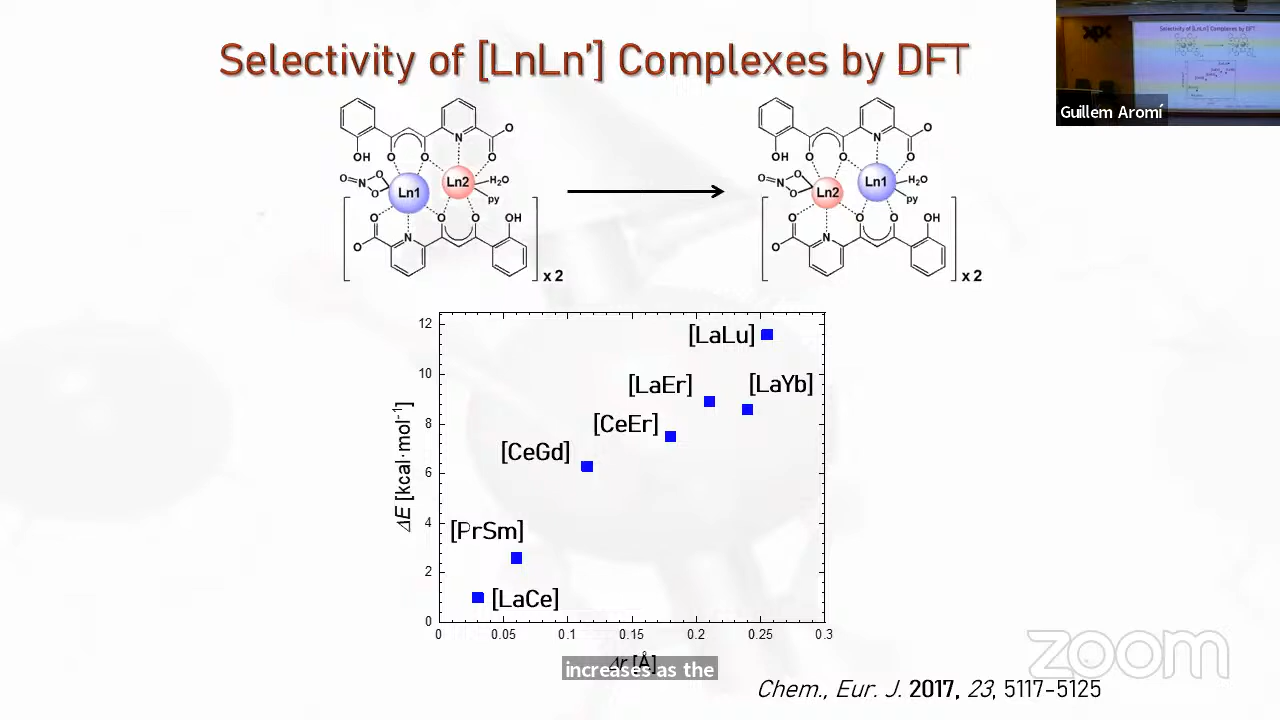 Selectivity of [LnLn'] Complexes by DFT
Guillem Aromí
OH O O N O O
O N O O Ln1 Ln2 H₂O py
O O N O O OH
x 2
OH O O N O O
O N O O Ln2 Ln1 H₂O py
O O N O O OH
x 2
ΔE [kcal·mol⁻¹]
12
10
8
6
4
2
0
[LaLu]
[LaEr] [LaYb]
[CeEr]
[CeGd]
[PrSm]
[LaCe]
0 0.05 0.1 0.15 0.2 0.25 0.3
Δr [Å]
increases as the
zoom
Chem., Eur. J. 2017, 23, 5117-5125